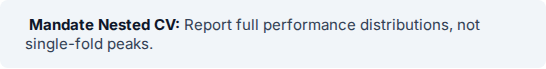 Mandate Nested CV: Report full performance distributions, not
single-fold peaks.